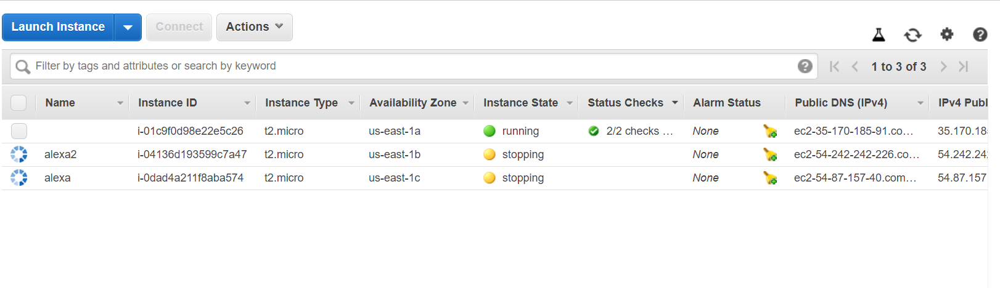 Launch Instance Connect Actions
Filter by tags and attributes or search by keyword 1 to 3 of 3
Name Instance ID Instance Type Availability Zone Instance State Status Checks Alarm Status Public DNS (IPv4) IPv4 Publ
i-01c9f0d98e22e5c26 t2.micro us-east-1a running 2/2 checks ... None ec2-35-170-185-91.co... 35.170.18
alexa2 i-04136d193599c7a47 t2.micro us-east-1b stopping None ec2-54-242-242-226.co... 54.242.24
alexa i-0dad4a211f8aba574 t2.micro us-east-1c stopping None ec2-54-87-157-40.com... 54.87.157